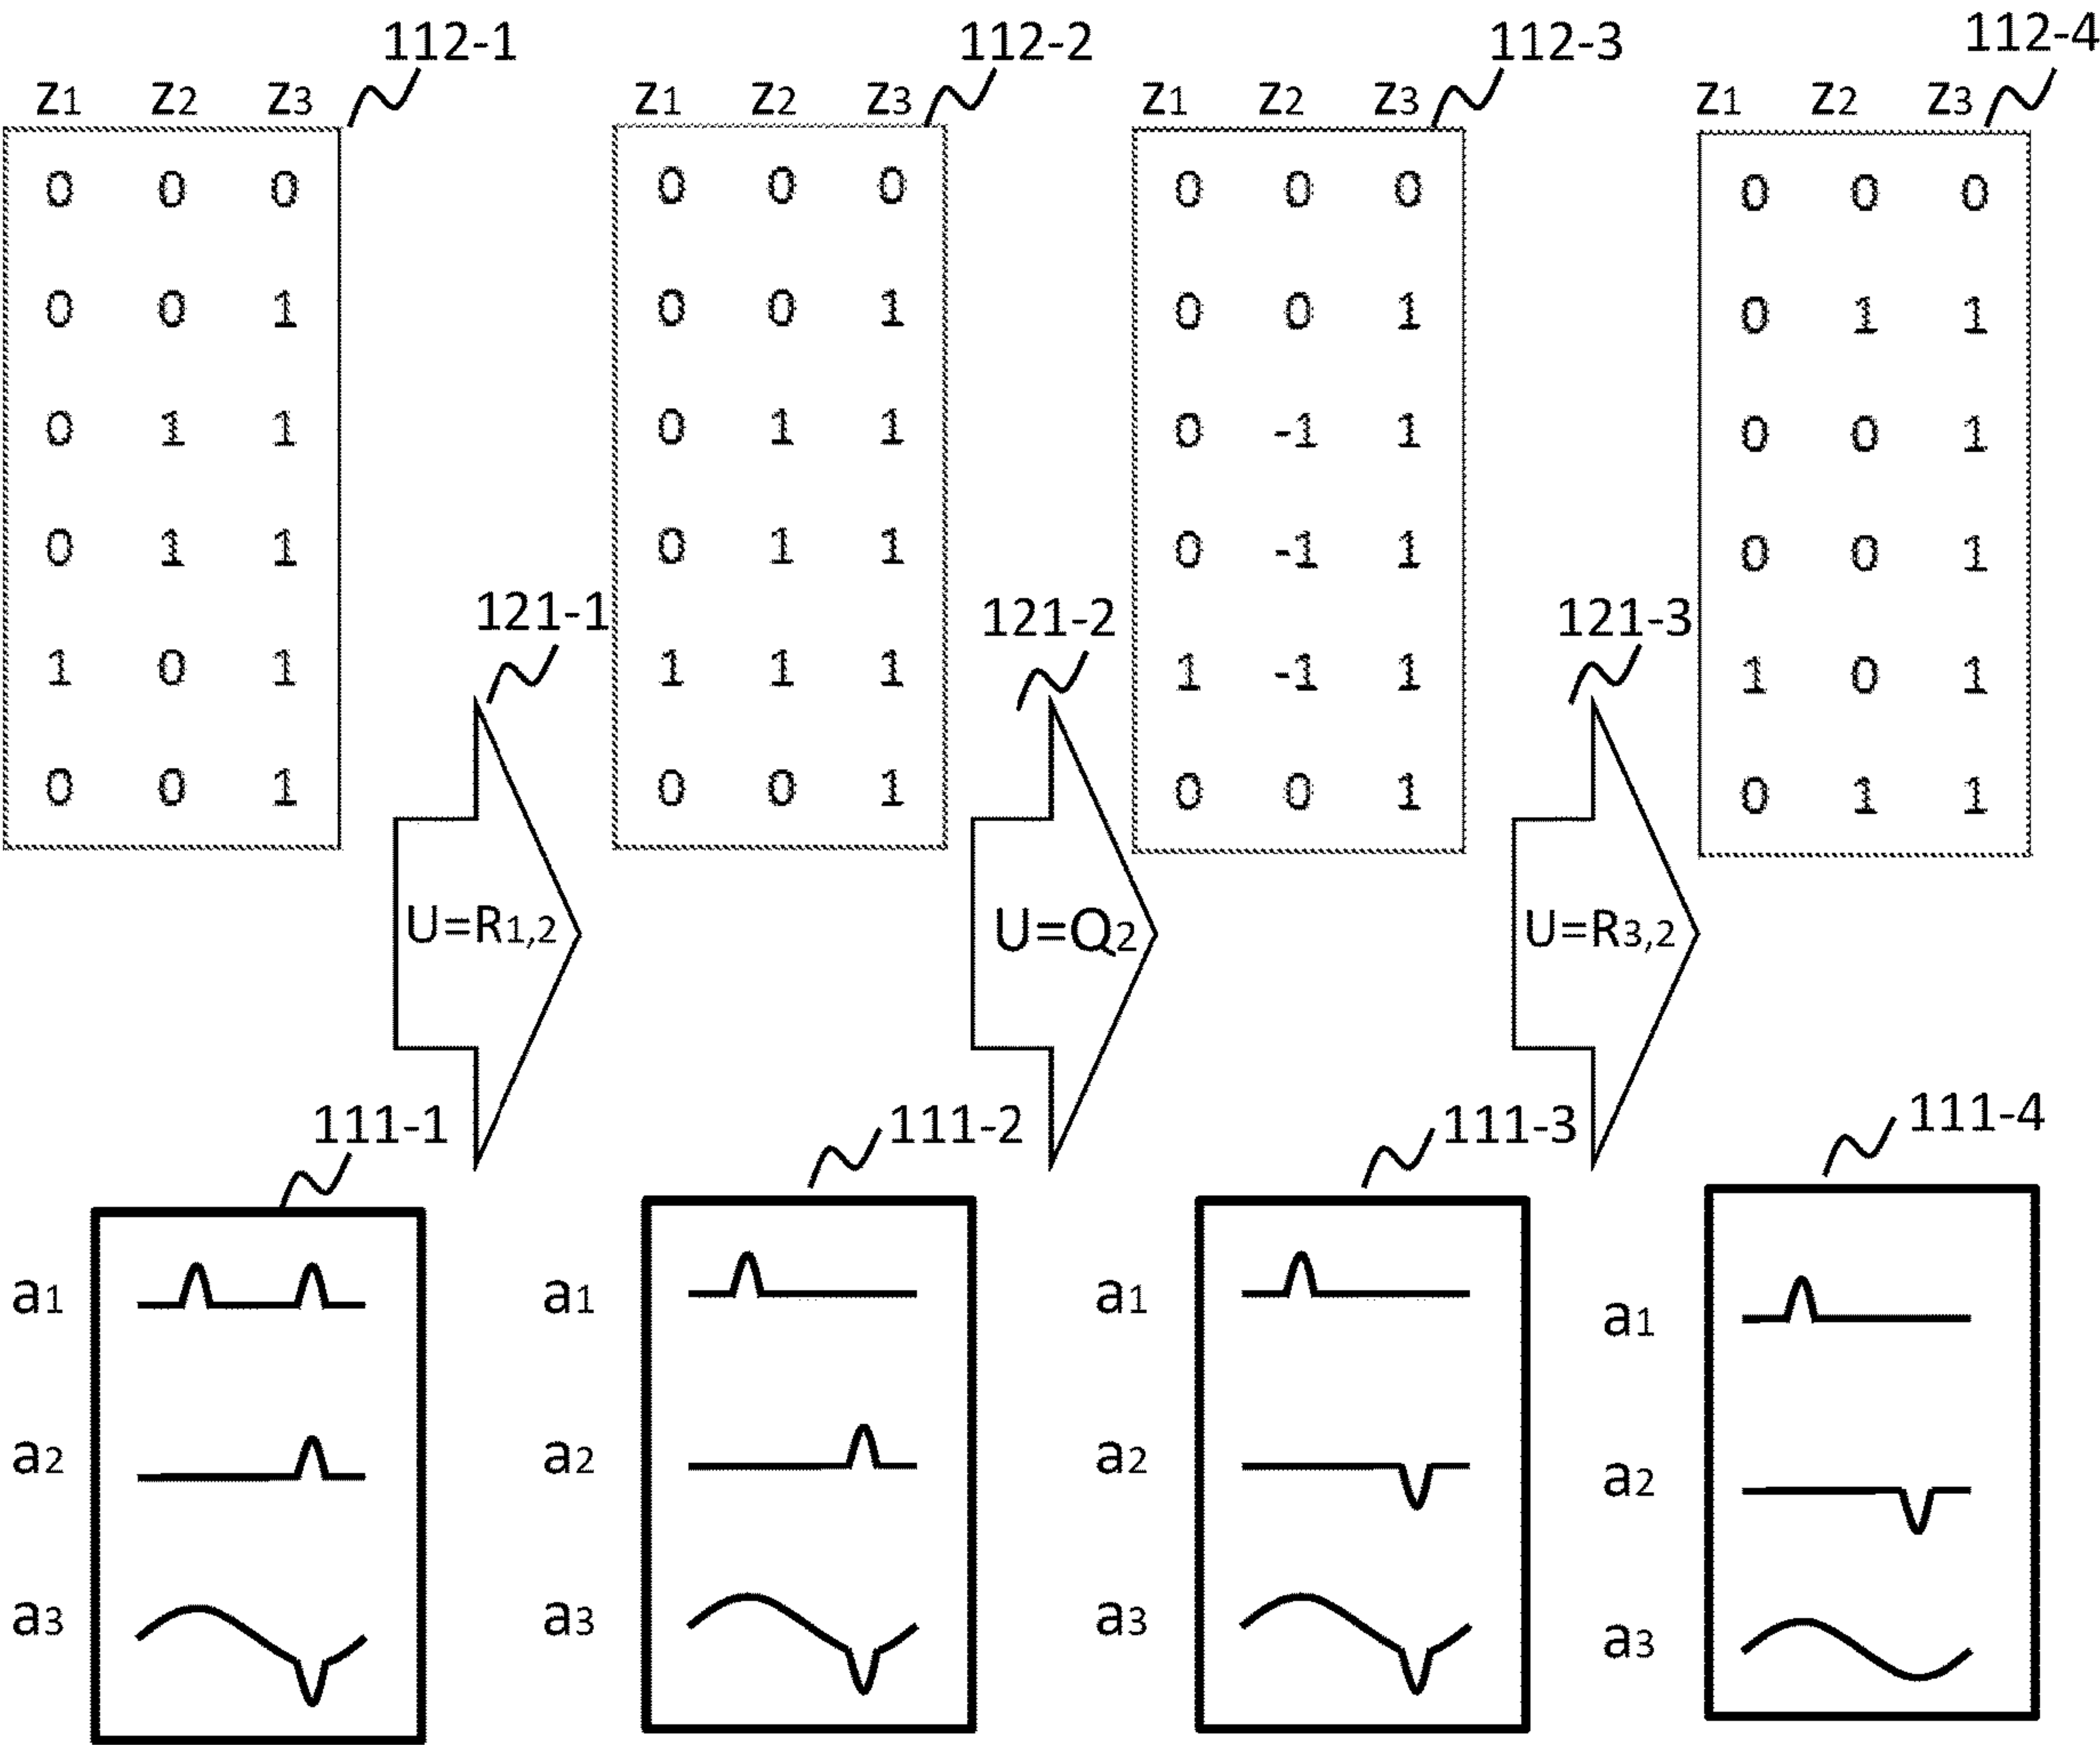 112-1 112-2 112-3 112-4
z1 z2 z3 z1 z2 z3 z1 z2 z3 z1 z2 z3
0 0 0 0 0 0 0 0 0 0 0 0
0 0 1 0 0 1 0 0 1 0 1 1
0 1 1 0 1 1 0 -1 1 0 0 1
0 1 1 0 1 1 0 -1 1 0 0 1
121-1 121-2 121-3
1 0 1 1 1 1 1 -1 1 1 0 1
0 0 1 0 0 1 0 0 1 0 1 1
U=R1,2 U=Q2 U=R3,2
111-1 111-2 111-3 111-4
a1 a1 a1 a1
a2 a2 a2 a2
a3 a3 a3 a3